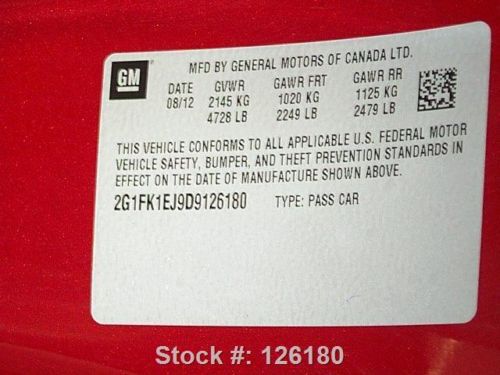 GM
MFD BY GENERAL MOTORS OF CANADA LTD.
DATE GVWR GAWR FRT GAWR RR
08/12 2145 KG 1020 KG 1125 KG
4728 LB 2249 LB 2479 LB
THIS VEHICLE CONFORMS TO ALL APPLICABLE U.S. FEDERAL MOTOR
VEHICLE SAFETY, BUMPER, AND THEFT PREVENTION STANDARDS IN
EFFECT ON THE DATE OF MANUFACTURE SHOWN ABOVE.
2G1FK1EJ9D9126180 TYPE: PASS CAR
Stock #: 126180